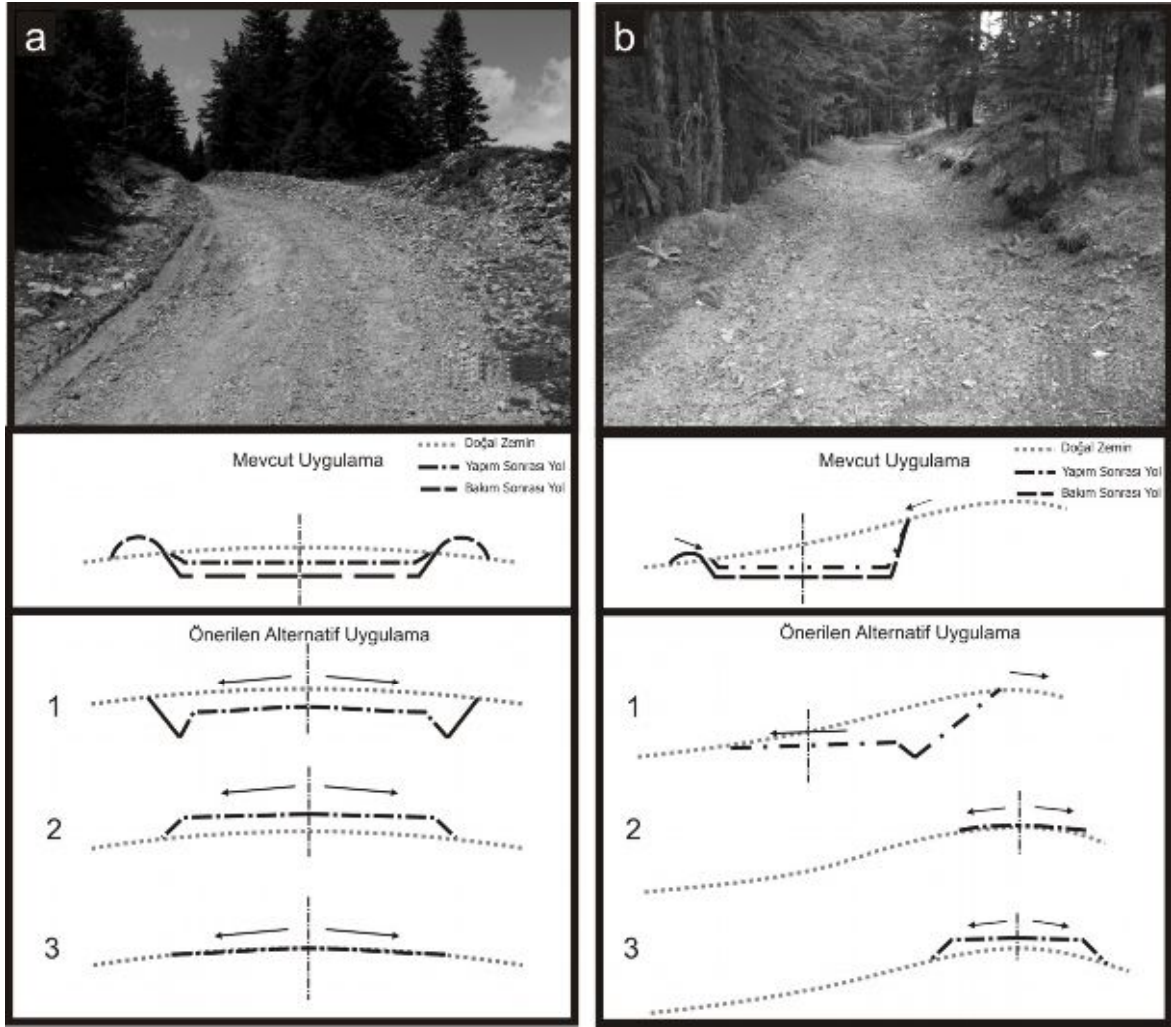 a
Mevcut Uygulama
Doğal Zemin
Yapım Sonrası Yol
Bakım Sonrası Yol
Önerilen Alternatif Uygulama
1
2
3
b
Mevcut Uygulama
Doğal Zemin
Yapım Sonrası Yol
Bakım Sonrası Yol
Önerilen Alternatif Uygulama
1
2
3